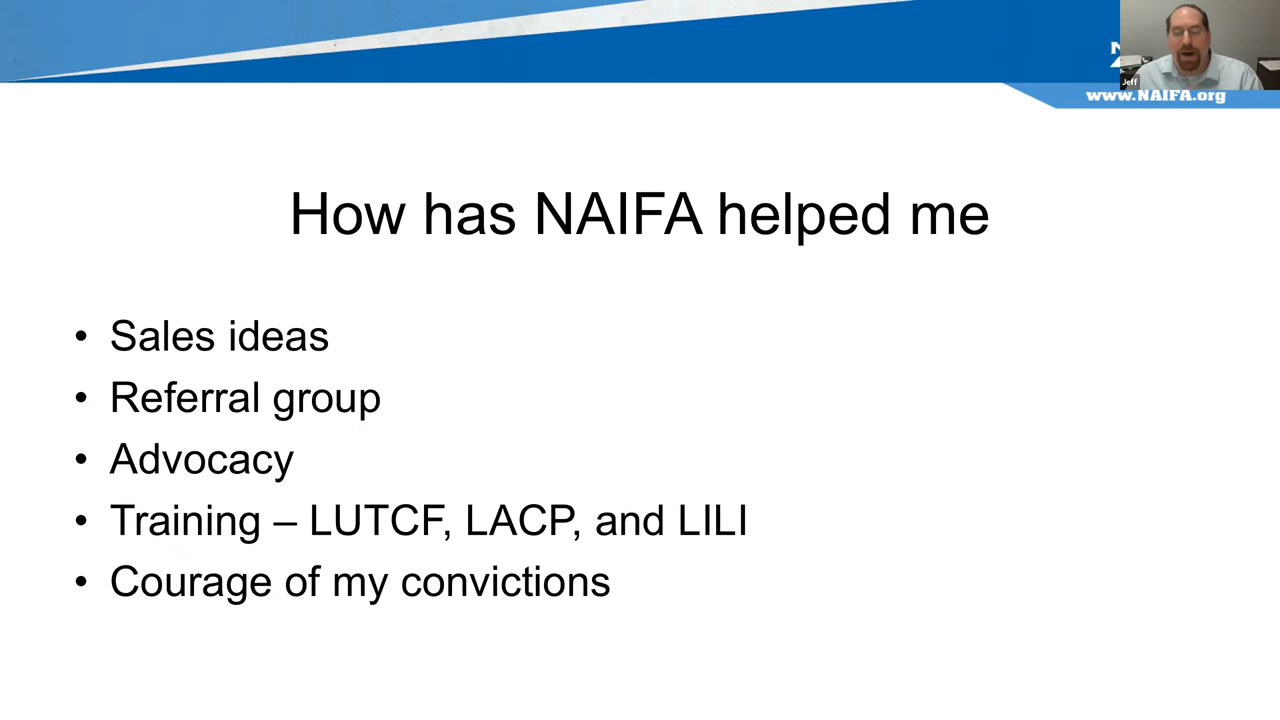 Jeff
www.NAIFA.org
How has NAIFA helped me
• Sales ideas
• Referral group
• Advocacy
• Training – LUTCF, LACP, and LILI
• Courage of my convictions